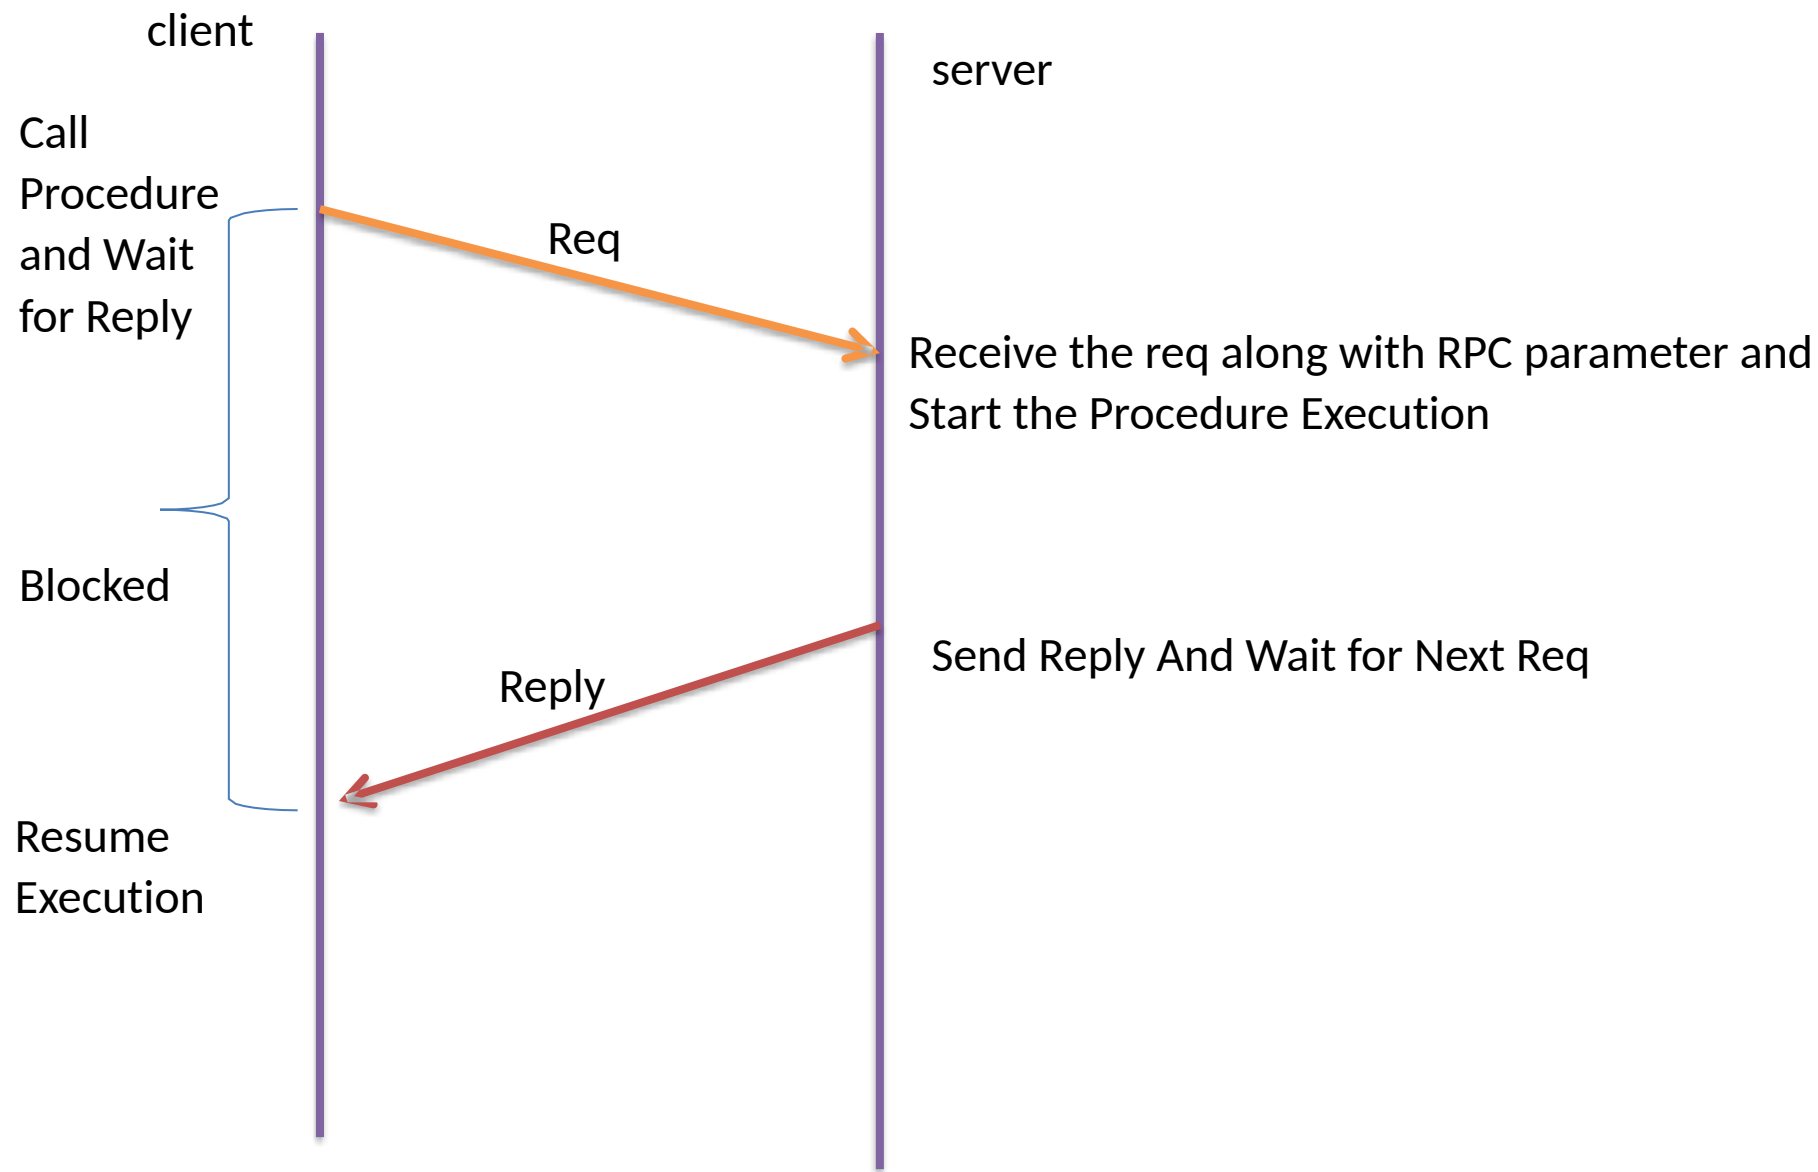 client
server
Call
Procedure
and Wait
for Reply
Req
Receive the req along with RPC parameter and
Start the Procedure Execution
Blocked
Send Reply And Wait for Next Req
Reply
Resume
Execution